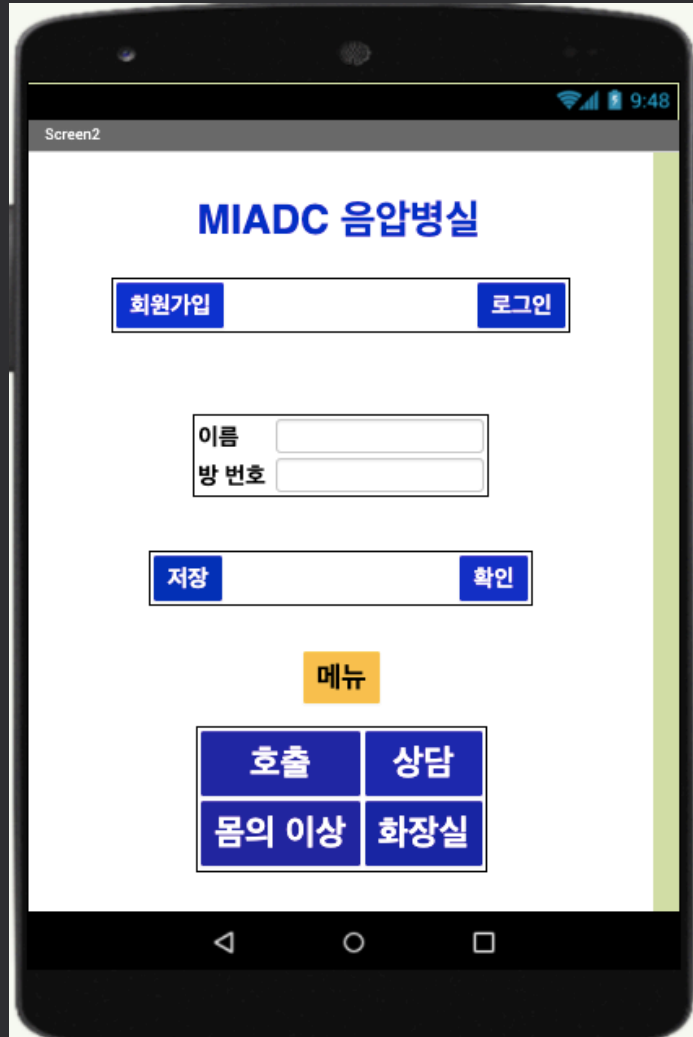 9:48
Screen2
MIADC 음압병실
회원가입 로그인
이름
방 번호
저장 확인
메뉴
호출 상담
몸의 이상 화장실